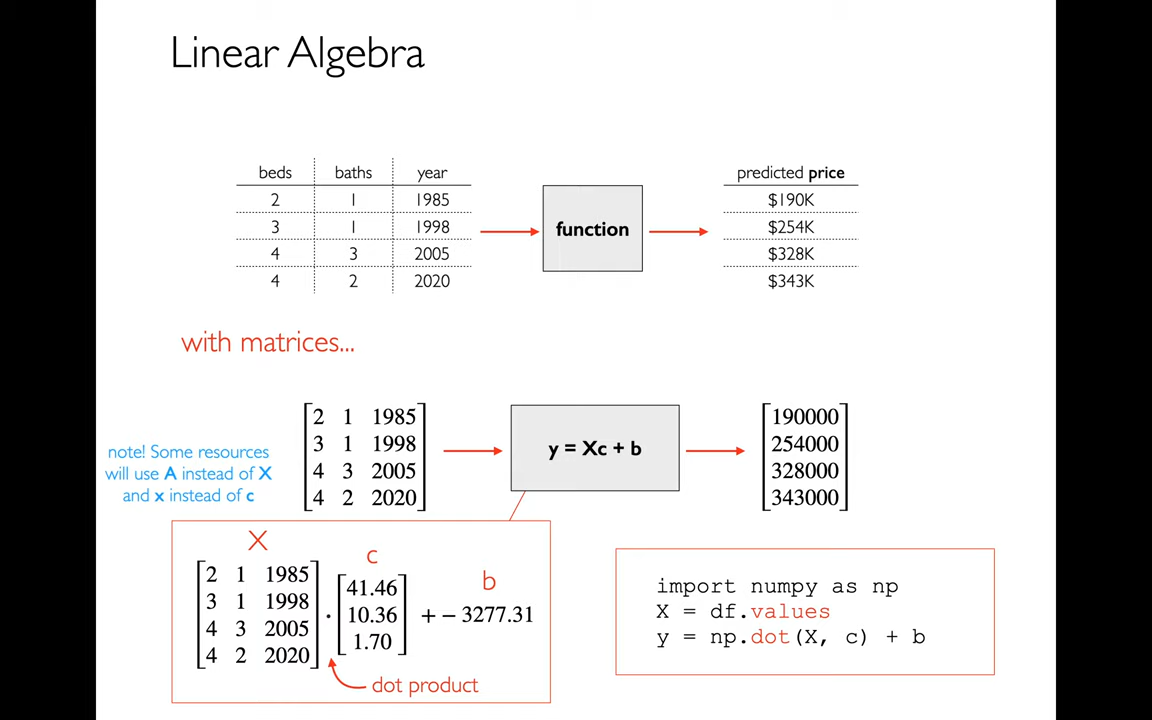 Linear Algebra
beds baths year
2 1 1985
3 1 1998
4 3 2005
4 2 2020
function
predicted price
$190K
$254K
$328K
$343K
with matrices...
note! Some resources
will use A instead of X
and x instead of c
2 1 1985
3 1 1998
4 3 2005
4 2 2020
y = Xc + b
190000
254000
328000
343000
X
2 1 1985
3 1 1998
4 3 2005
4 2 2020
·
c
41.46
10.36
1.70
b
+ − 3277.31
dot product
import numpy as np
X = df.values
y = np.dot(X, c) + b